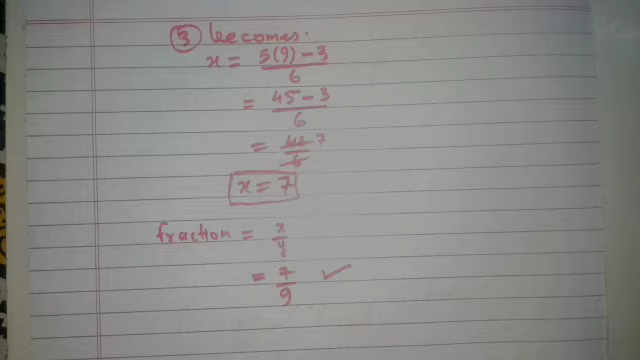 ③ becomes.
x = 5(9) - 3 / 6
= 45 - 3 / 6
= 42 / 6 7
x = 7
fraction = x / y
= 7 / 9 ✓